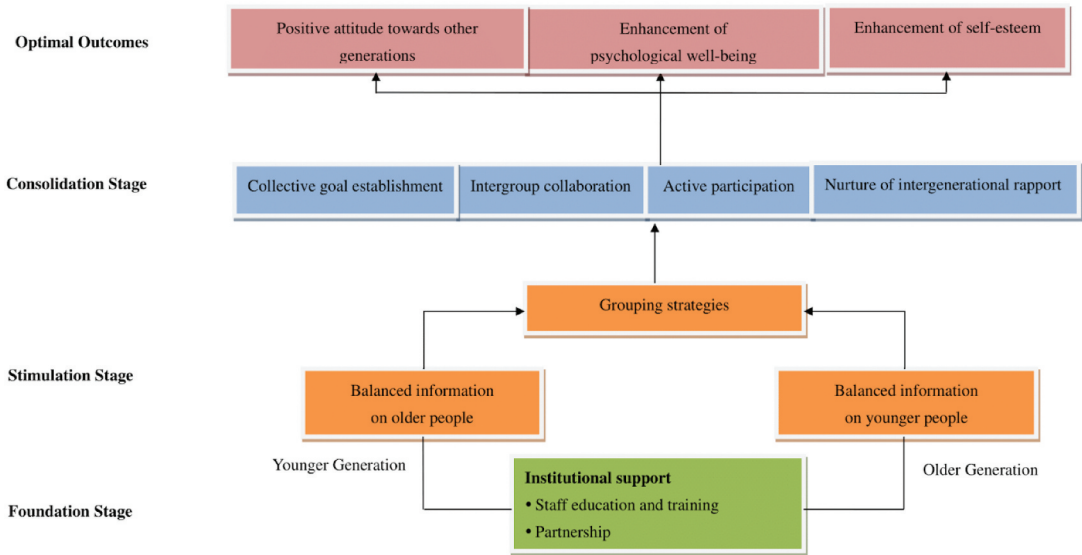 Optimal Outcomes
Positive attitude towards other
generations
Enhancement of
psychological well-being
Enhancement of self-esteem
Consolidation Stage
Collective goal establishment
Intergroup collaboration
Active participation
Nurture of intergenerational rapport
Grouping strategies
Stimulation Stage
Balanced information
on older people
Balanced information
on younger people
Younger Generation
Older Generation
Foundation Stage
Institutional support
• Staff education and training
• Partnership